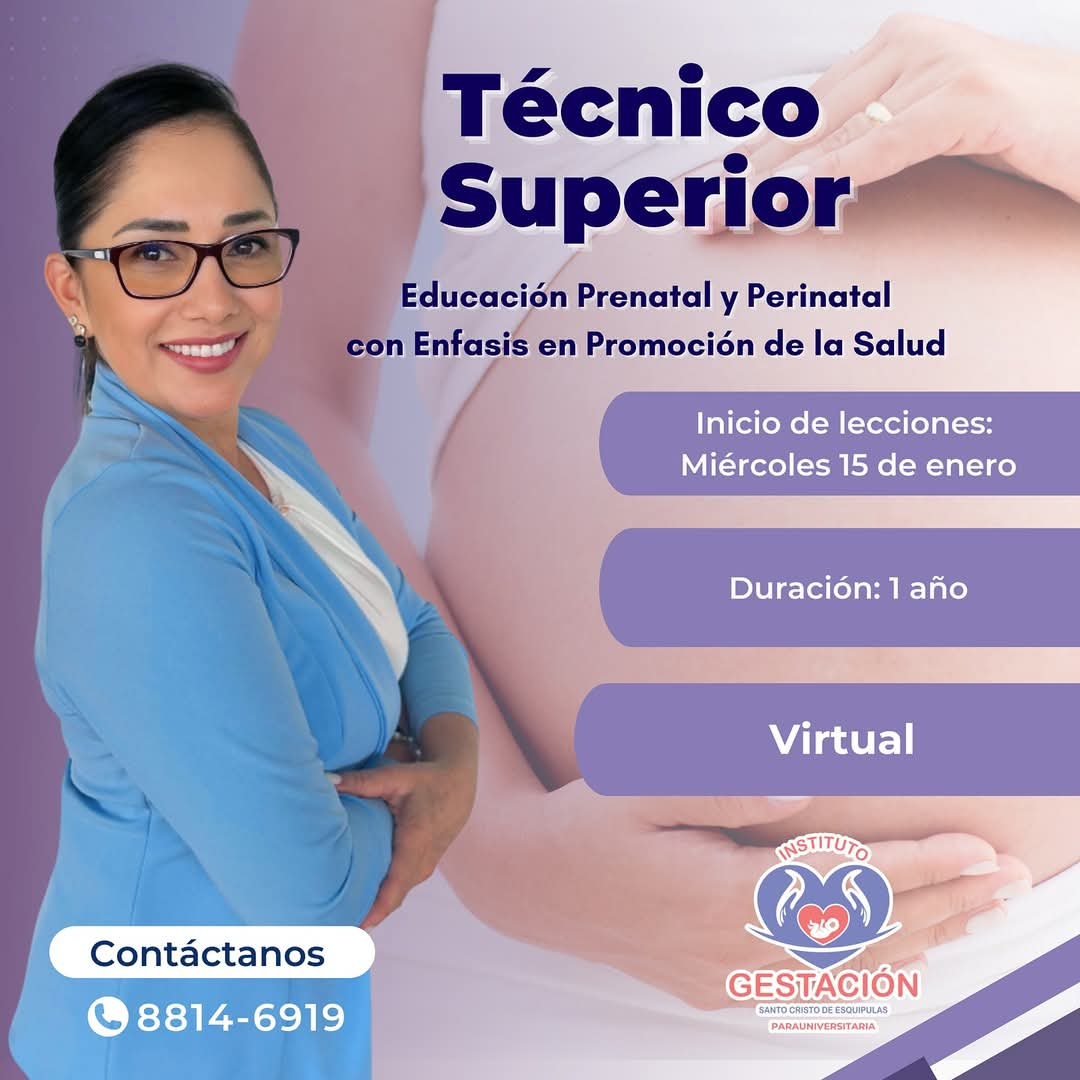 Técnico
Superior
Educación Prenatal y Perinatal
con Enfasis en Promoción de la Salud
Inicio de lecciones:
Miércoles 15 de enero
Duración: 1 año
Virtual
Contáctanos
8814-6919
INSTITUTO
GESTACIÓN
SANTO CRISTO DE ESQUIPULAS
PARAUNIVERSITARIA